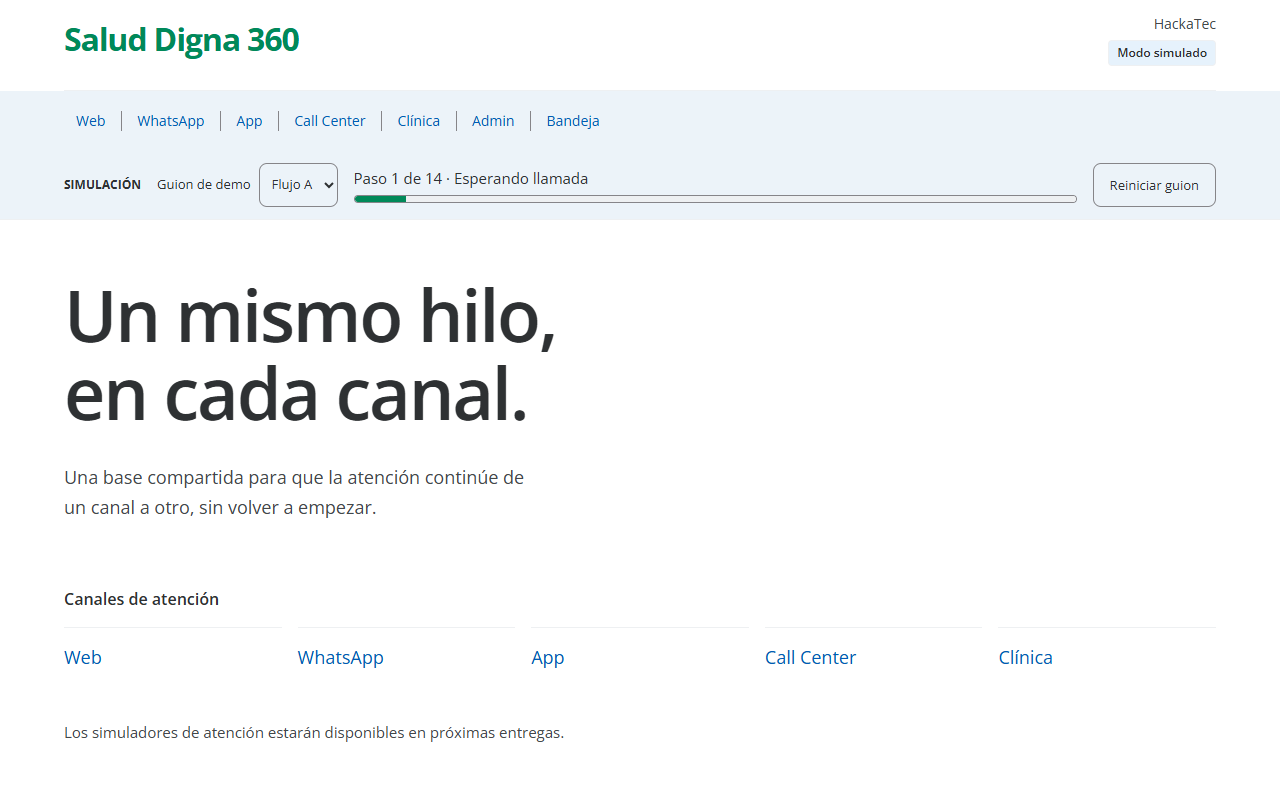 Salud Digna 360
HackaTec
Modo simulado
Web
WhatsApp
App
Call Center
Clínica
Admin
Bandeja
SIMULACIÓN
Guion de demo
Flujo A
Paso 1 de 14 · Esperando llamada
Reiniciar guion
Un mismo hilo,
en cada canal.
Una base compartida para que la atención continúe de
un canal a otro, sin volver a empezar.
Canales de atención
Web
WhatsApp
App
Call Center
Clínica
Los simuladores de atención estarán disponibles en próximas entregas.